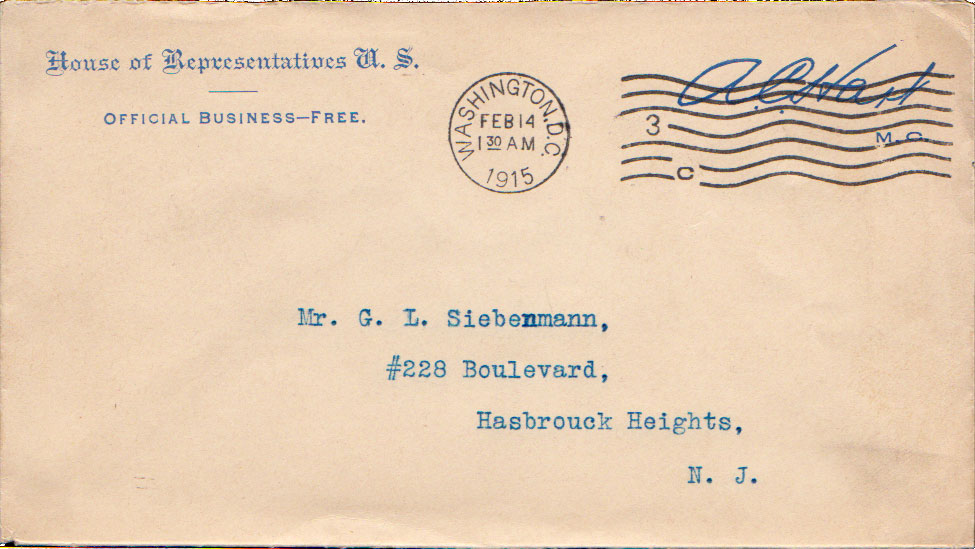 House of Representatives U. S.
OFFICIAL BUSINESS—FREE.
WASHINGTON, D.C.
FEB 14
1 30 AM
1915
3
C
A. C. Hart
M. C.
Mr. G. L. Siebenmann,
#228 Boulevard,
Hasbrouck Heights,
N. J.